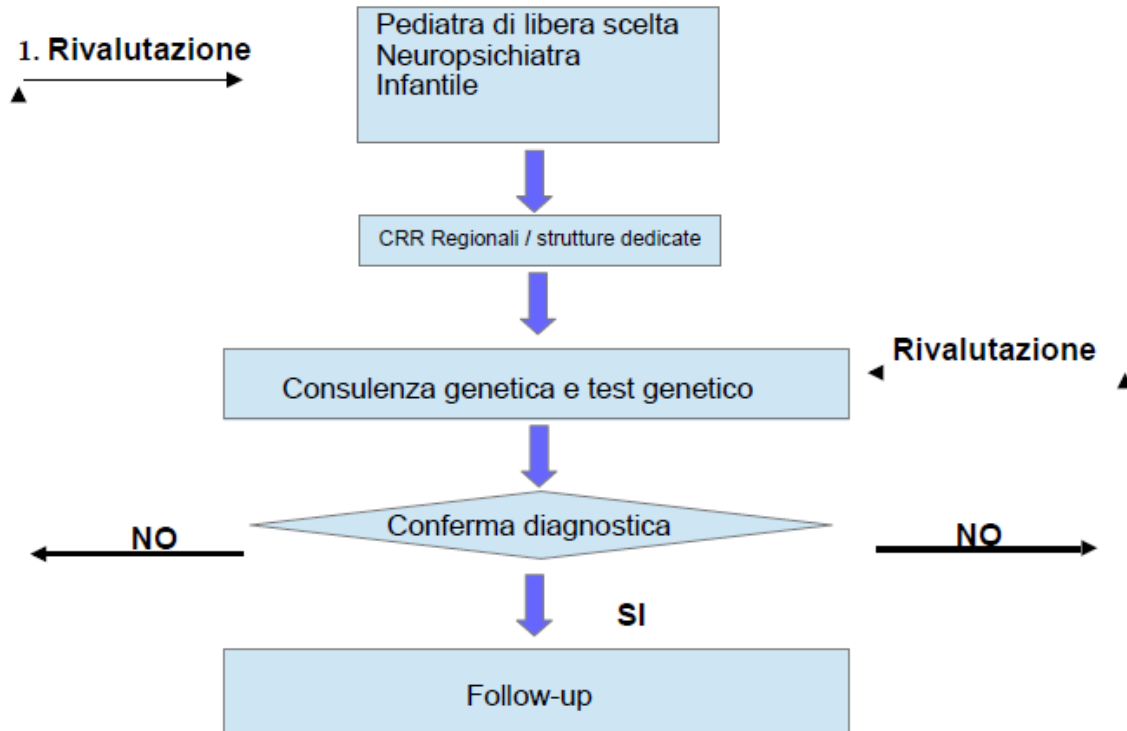 Pediatra di libera scelta
1. Rivalutazione
Neuropsichiatra
Infantile
CRR Regionali / strutture dedicate
Rivalutazione
Consulenza genetica e test genetico
Conferma diagnostica
NO
NO
SI
Follow-up